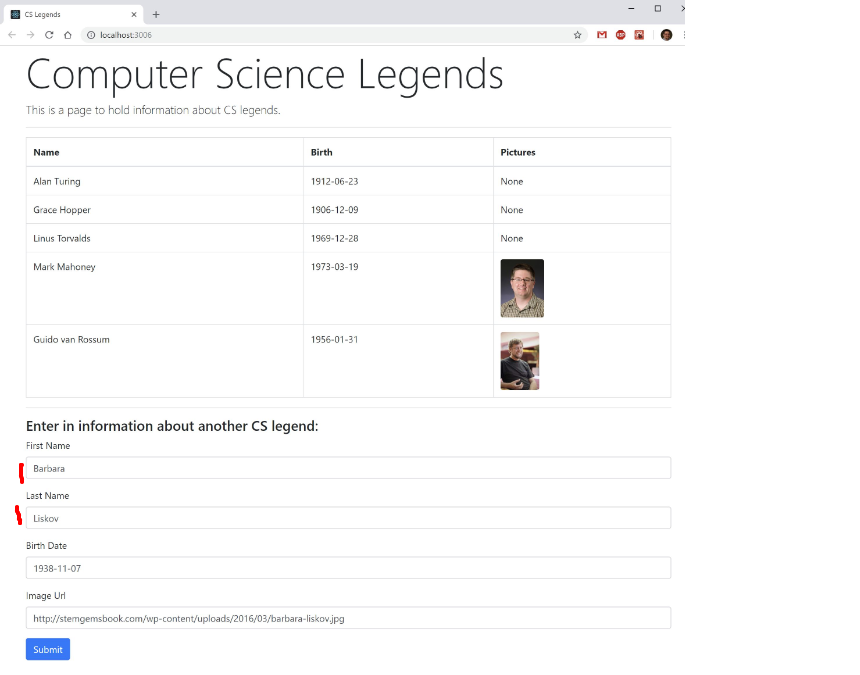 CS Legends
localhost:3006
Computer Science Legends
This is a page to hold information about CS legends.
Name Birth Pictures
Alan Turing 1912-06-23 None
Grace Hopper 1906-12-09 None
Linus Torvalds 1969-12-28 None
Mark Mahoney 1973-03-19
Guido van Rossum 1956-01-31
Enter in information about another CS legend:
First Name
Barbara
Last Name
Liskov
Birth Date
1938-11-07
Image Url
http://stemgemsbook.com/wp-content/uploads/2016/03/barbara-liskov.jpg
Submit